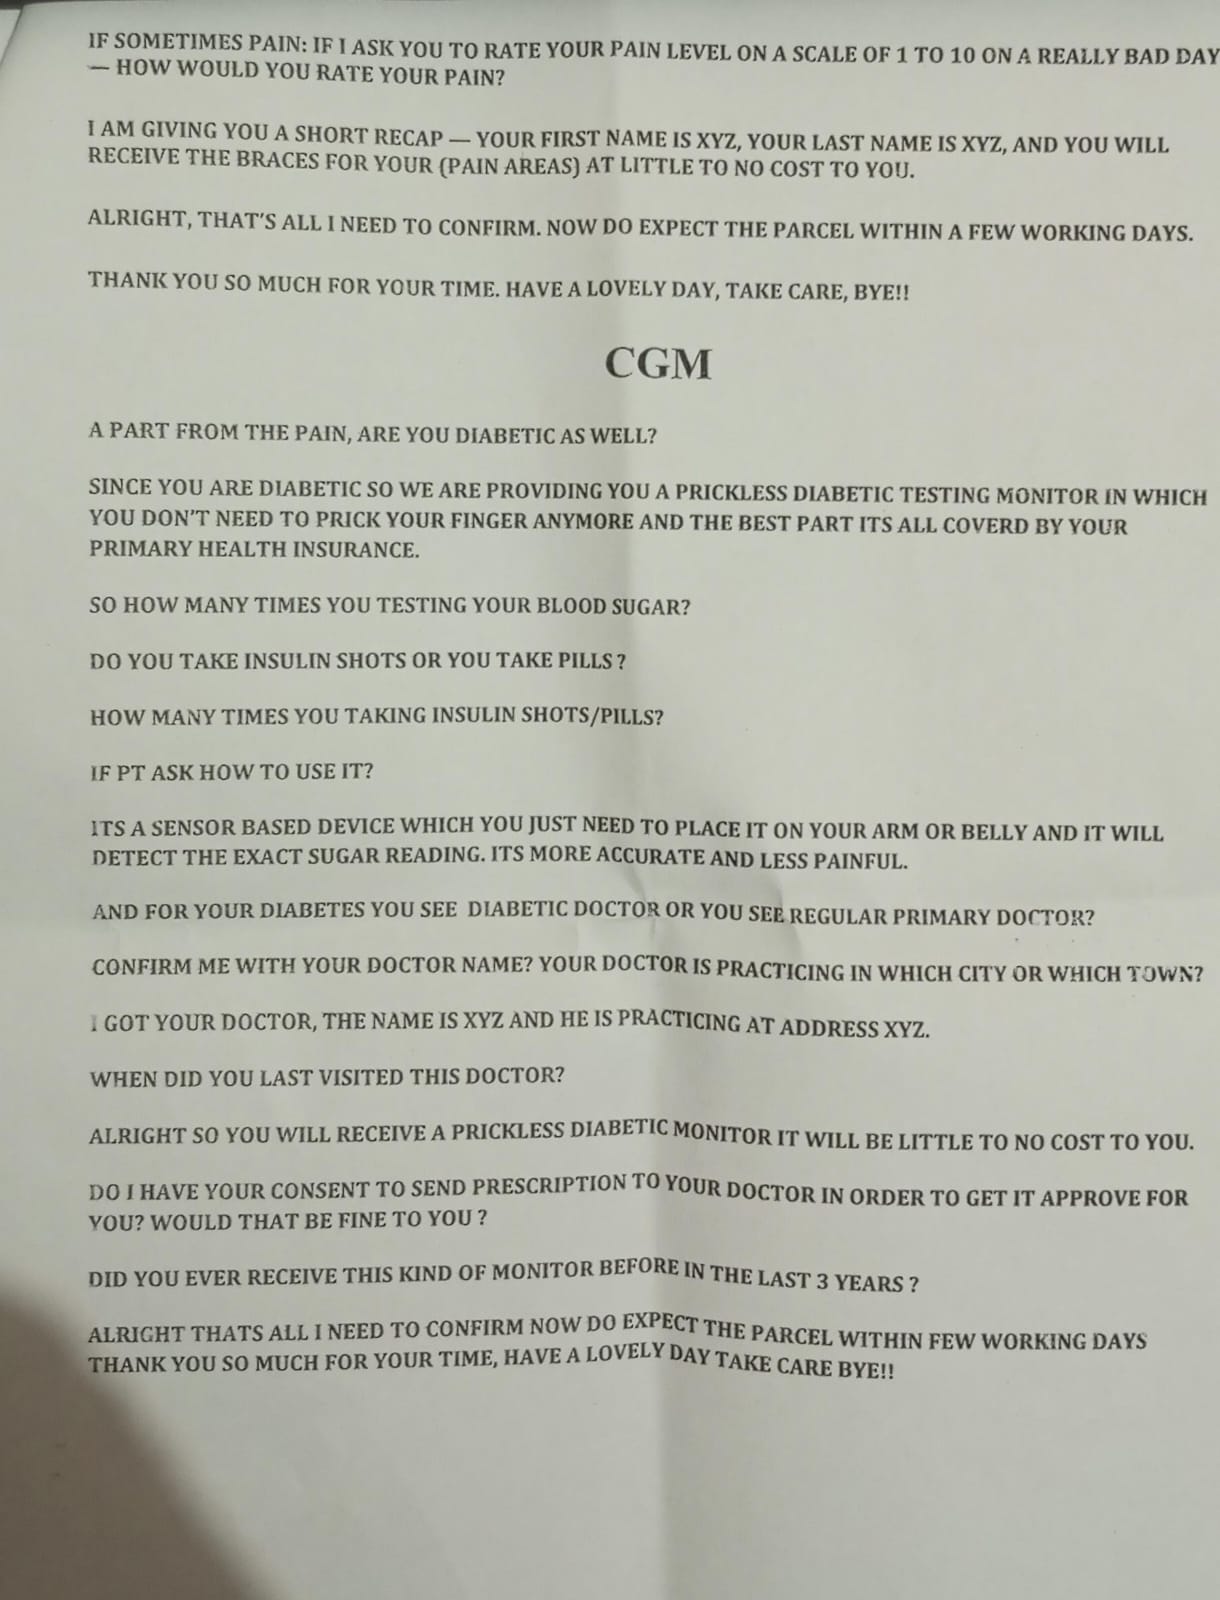 IF SOMETIMES PAIN: IF I ASK YOU TO RATE YOUR PAIN LEVEL ON A SCALE OF 1 TO 10 ON A REALLY BAD DAY
— HOW WOULD YOU RATE YOUR PAIN?
I AM GIVING YOU A SHORT RECAP — YOUR FIRST NAME IS XYZ, YOUR LAST NAME IS XYZ, AND YOU WILL
RECEIVE THE BRACES FOR YOUR (PAIN AREAS) AT LITTLE TO NO COST TO YOU.
ALRIGHT, THAT'S ALL I NEED TO CONFIRM. NOW DO EXPECT THE PARCEL WITHIN A FEW WORKING DAYS.
THANK YOU SO MUCH FOR YOUR TIME. HAVE A LOVELY DAY, TAKE CARE, BYE!!
CGM
A PART FROM THE PAIN, ARE YOU DIABETIC AS WELL?
SINCE YOU ARE DIABETIC SO WE ARE PROVIDING YOU A PRICKLESS DIABETIC TESTING MONITOR IN WHICH
YOU DON'T NEED TO PRICK YOUR FINGER ANYMORE AND THE BEST PART ITS ALL COVERD BY YOUR
PRIMARY HEALTH INSURANCE.
SO HOW MANY TIMES YOU TESTING YOUR BLOOD SUGAR?
DO YOU TAKE INSULIN SHOTS OR YOU TAKE PILLS ?
HOW MANY TIMES YOU TAKING INSULIN SHOTS/PILLS?
IF PT ASK HOW TO USE IT?
ITS A SENSOR BASED DEVICE WHICH YOU JUST NEED TO PLACE IT ON YOUR ARM OR BELLY AND IT WILL
DETECT THE EXACT SUGAR READING. ITS MORE ACCURATE AND LESS PAINFUL.
AND FOR YOUR DIABETES YOU SEE  DIABETIC DOCTOR OR YOU SEE REGULAR PRIMARY DOCTOR?
CONFIRM ME WITH YOUR DOCTOR NAME? YOUR DOCTOR IS PRACTICING IN WHICH CITY OR WHICH TOWN?
I GOT YOUR DOCTOR, THE NAME IS XYZ AND HE IS PRACTICING AT ADDRESS XYZ.
WHEN DID YOU LAST VISITED THIS DOCTOR?
ALRIGHT SO YOU WILL RECEIVE A PRICKLESS DIABETIC MONITOR IT WILL BE LITTLE TO NO COST TO YOU.
DO I HAVE YOUR CONSENT TO SEND PRESCRIPTION TO YOUR DOCTOR IN ORDER TO GET IT APPROVE FOR
YOU? WOULD THAT BE FINE TO YOU ?
DID YOU EVER RECEIVE THIS KIND OF MONITOR BEFORE IN THE LAST 3 YEARS ?
ALRIGHT THATS ALL I NEED TO CONFIRM NOW DO EXPECT THE PARCEL WITHIN FEW WORKING DAYS
THANK YOU SO MUCH FOR YOUR TIME, HAVE A LOVELY DAY TAKE CARE BYE!!